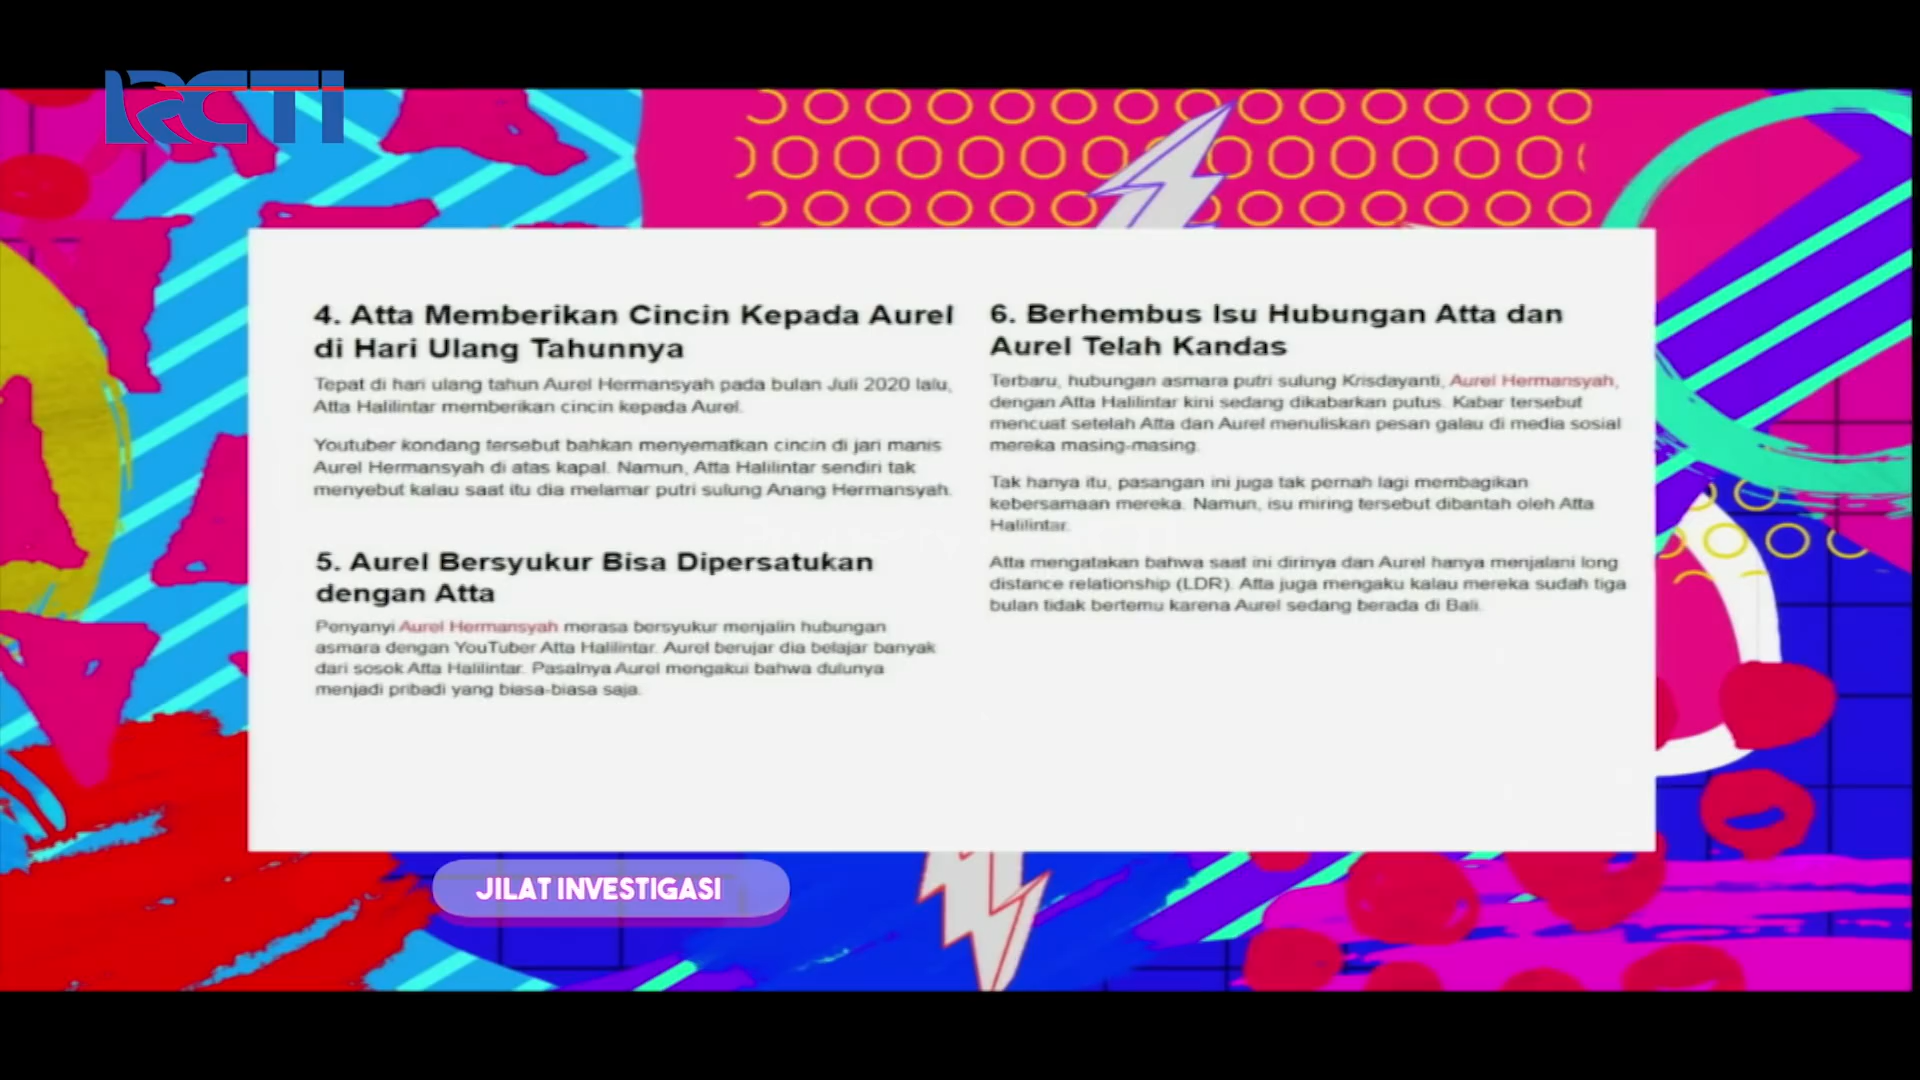 RCTI
4. Atta Memberikan Cincin Kepada Aurel
di Hari Ulang Tahunnya
Tepat di hari ulang tahun Aurel Hermansyah pada bulan Juli 2020 lalu,
Atta Halilintar memberikan cincin kepada Aurel.
Youtuber kondang tersebut bahkan menyematkan cincin di jari manis
Aurel Hermansyah di atas kapal. Namun, Atta Halilintar sendiri tak
menyebut kalau saat itu dia melamar putri sulung Anang Hermansyah.
5. Aurel Bersyukur Bisa Dipersatukan
dengan Atta
Penyanyi Aurel Hermansyah merasa bersyukur menjalin hubungan
asmara dengan YouTuber Atta Halilintar. Aurel berujar dia belajar banyak
dari sosok Atta Halilintar. Pasalnya Aurel mengakui bahwa dulunya
menjadi pribadi yang biasa-biasa saja.
6. Berhembus Isu Hubungan Atta dan
Aurel Telah Kandas
Terbaru, hubungan asmara putri sulung Krisdayanti, Aurel Hermansyah,
dengan Atta Halilintar kini sedang dikabarkan putus. Kabar tersebut
mencuat setelah Atta dan Aurel menuliskan pesan galau di media sosial
mereka masing-masing.
Tak hanya itu, pasangan ini juga tak pernah lagi membagikan
kebersamaan mereka. Namun, isu miring tersebut dibantah oleh Atta
Halilintar.
Atta mengatakan bahwa saat ini dirinya dan Aurel hanya menjalani long
distance relationship (LDR). Atta juga mengaku kalau mereka sudah tiga
bulan tidak bertemu karena Aurel sedang berada di Bali.
JILAT INVESTIGASI